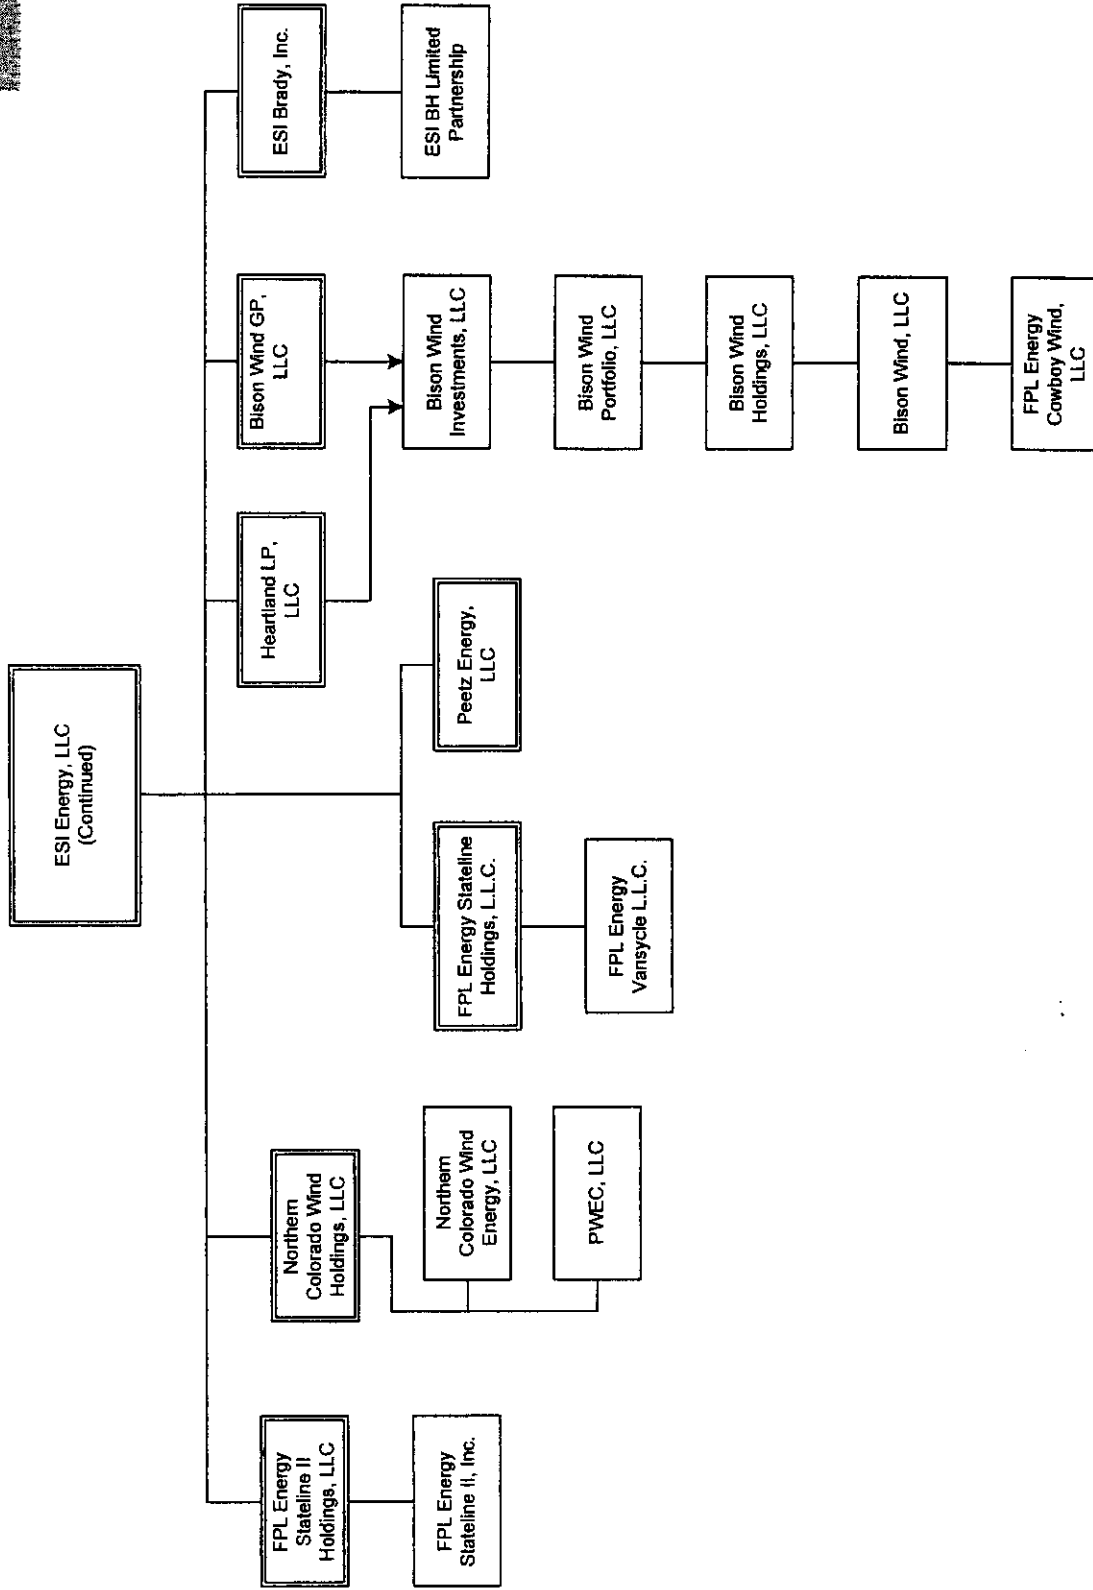 ESI Energy, LLC
(Continued)
FPL Energy
Stateline II
Holdings, LLC
Northern
Colorado Wind
Holdings, LLC
Heartland LP,
LLC
Bison Wind GP,
LLC
ESI Brady, Inc.
FPL Energy
Stateline II, Inc.
Northern
Colorado Wind
Energy, LLC
PWEC, LLC
FPL Energy Stateline
Holdings, L.L.C.
Peetz Energy,
LLC
Bison Wind
Investments, LLC
ESI BH Limited
Partnership
FPL Energy
Vansycle L.L.C.
Bison Wind
Portfolio, LLC
Bison Wind
Holdings, LLC
Bison Wind, LLC
FPL Energy
Cowboy Wind,
LLC